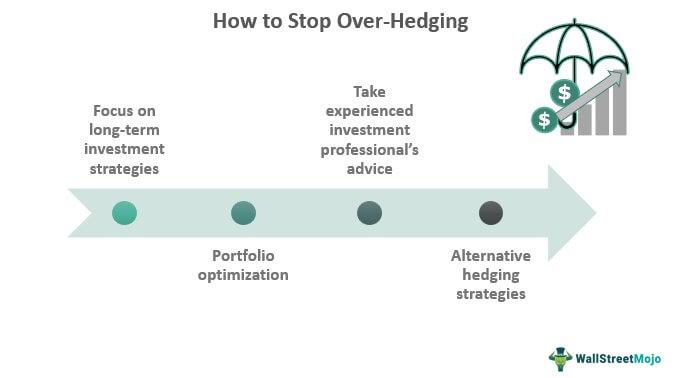 How to Stop Over-Hedging
Focus on
long-term
investment
strategies
Portfolio
optimization
Take
experienced
investment
professional’s
advice
Alternative
hedging
strategies
$
$
WallStreetMojo